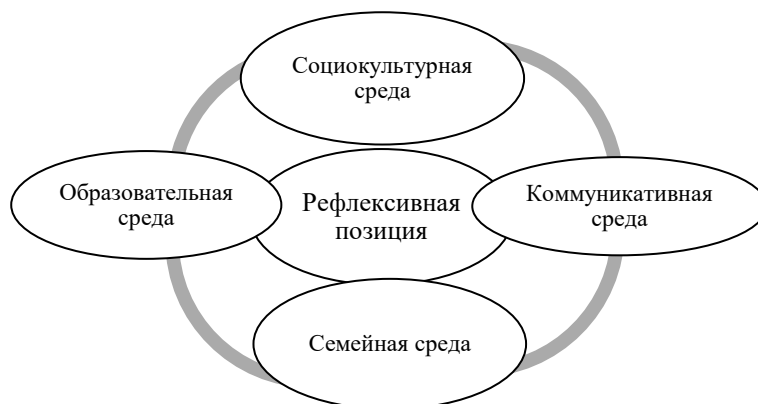 Социокультурная
среда
Образовательная
среда
Рефлексивная
позиция
Коммуникативная
среда
Семейная среда